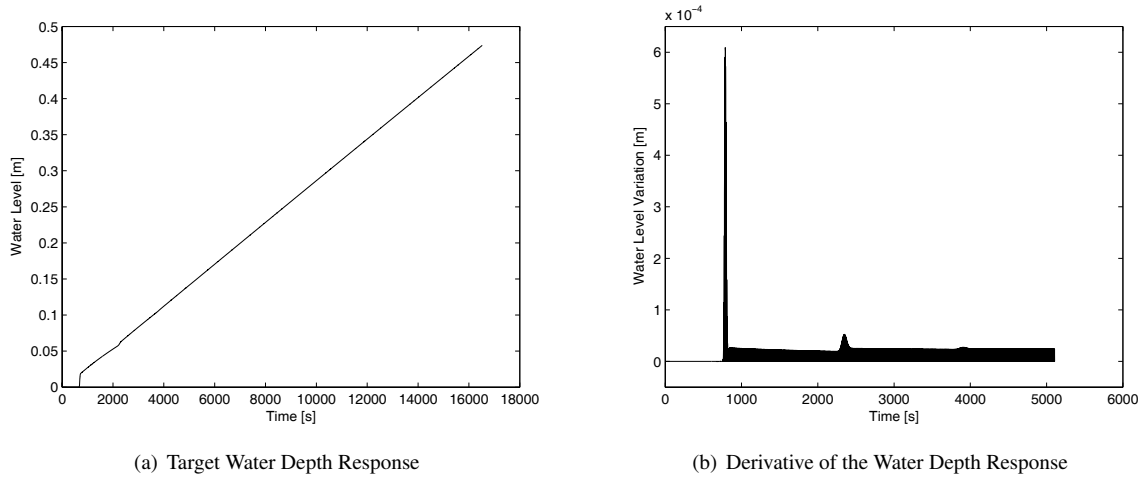 0.5
0.45
0.4
0.35
0.3
0.25
0.2
0.15
0.1
0.05
0
Water Level [m]
0 2000 4000 6000 8000 10000 12000 14000 16000 18000
Time [s]
(a) Target Water Depth Response
x 10⁻⁴
6
5
4
3
2
1
0
Water Level Variation [m]
0 1000 2000 3000 4000 5000 6000
Time [s]
(b) Derivative of the Water Depth Response